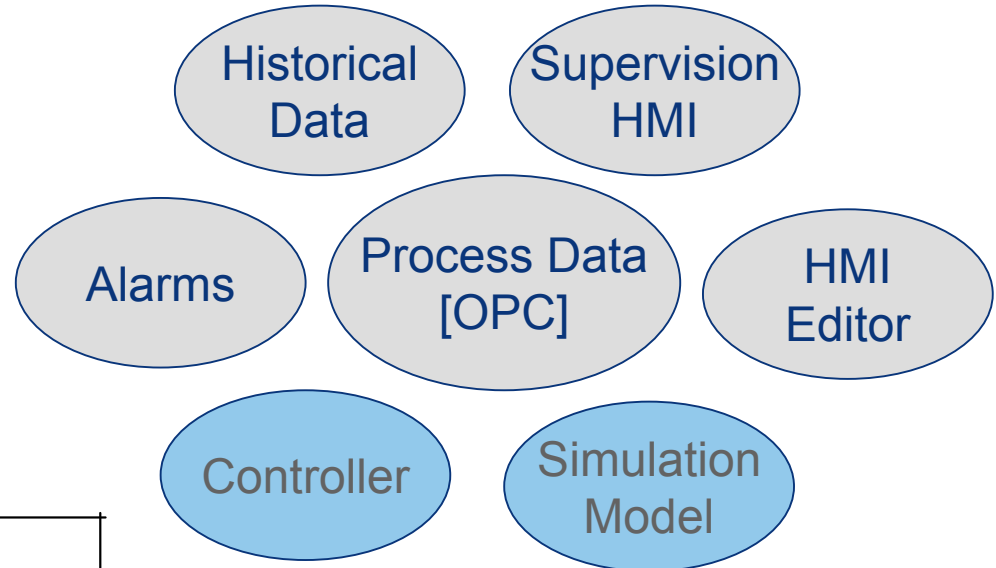 Historical
Data
Supervision
HMI
Alarms
Process Data
[OPC]
HMI
Editor
Controller
Simulation
Model